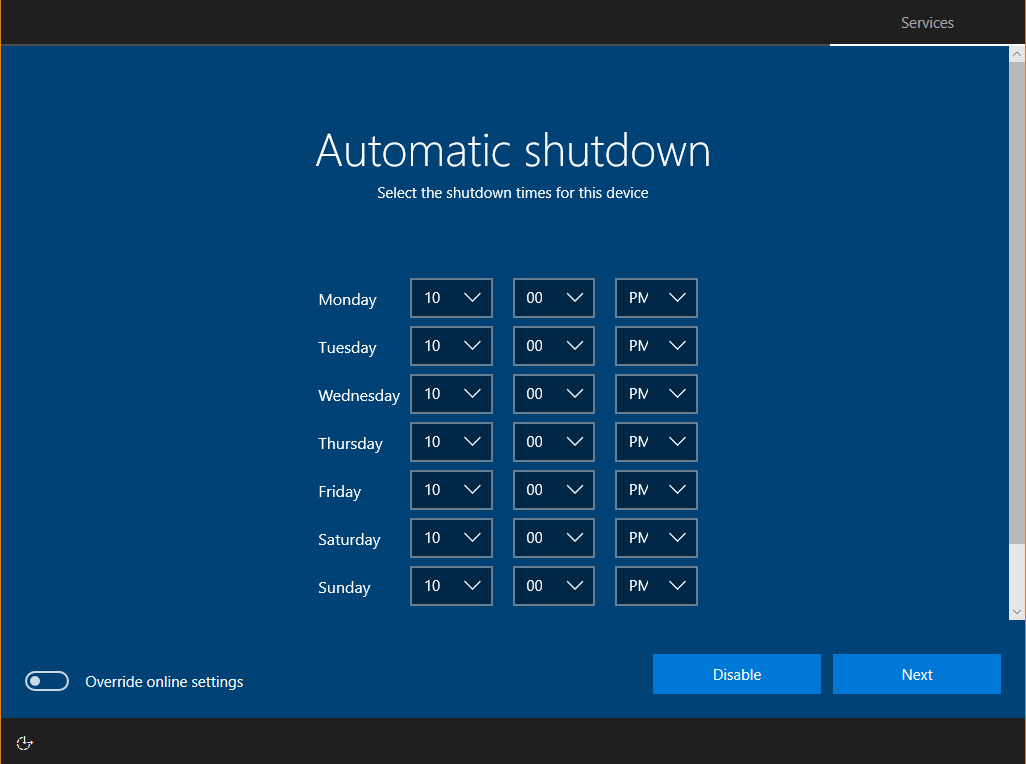 Services
Automatic shutdown
Select the shutdown times for this device
Monday 10 00 PM
Tuesday 10 00 PM
Wednesday 10 00 PM
Thursday 10 00 PM
Friday 10 00 PM
Saturday 10 00 PM
Sunday 10 00 PM
Override online settings
Disable
Next